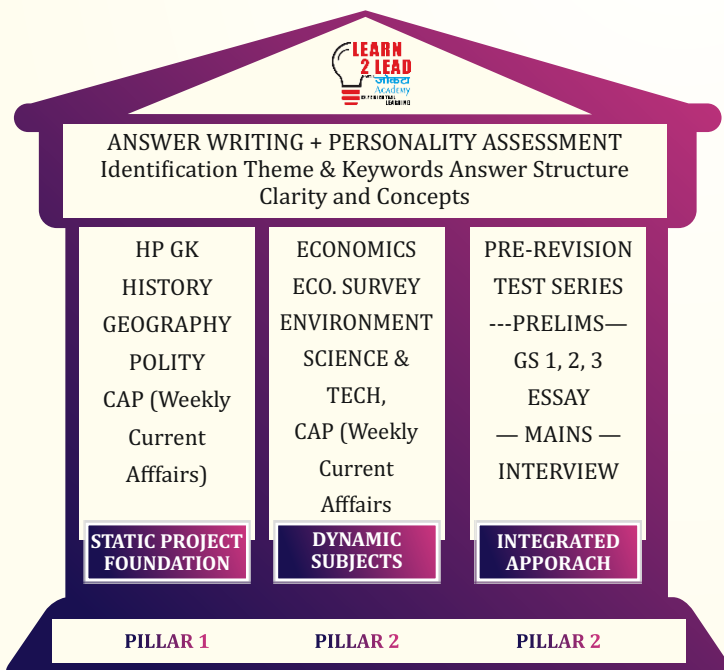 LEARN
2 LEAD
जोकटा
Academy
EXPERIENTIAL
LEARNING
ANSWER WRITING + PERSONALITY ASSESSMENT
Identification Theme & Keywords Answer Structure
Clarity and Concepts
HP GK
HISTORY
GEOGRAPHY
POLITY
CAP (Weekly
Current
Afffairs)
STATIC PROJECT
FOUNDATION
PILLAR 1
ECONOMICS
ECO. SURVEY
ENVIRONMENT
SCIENCE &
TECH,
CAP (Weekly
Current
Afffairs
DYNAMIC
SUBJECTS
PILLAR 2
PRE-REVISION
TEST SERIES
---PRELIMS—
GS 1, 2, 3
ESSAY
— MAINS —
INTERVIEW
INTEGRATED
APPORACH
PILLAR 2